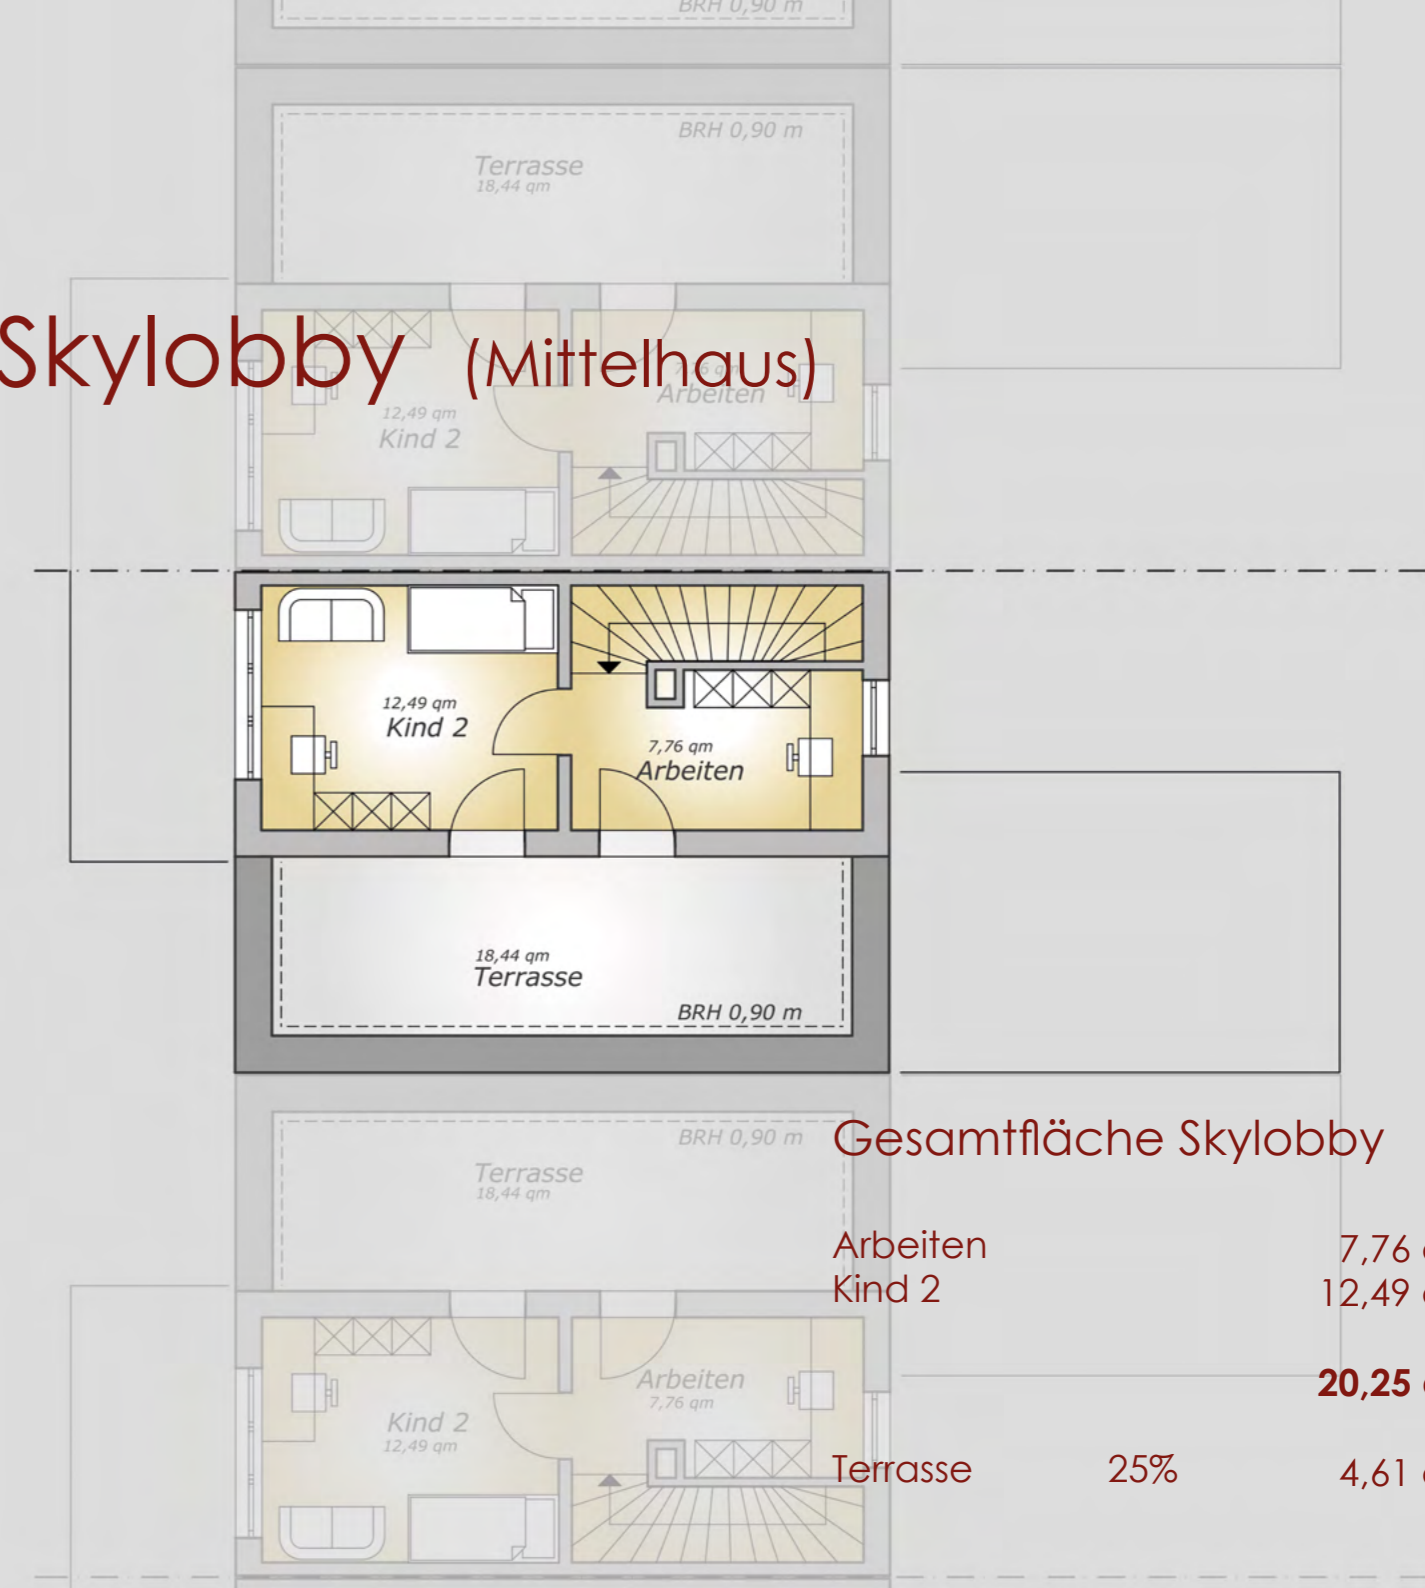 BRH 0,90 m
BRH 0,90 m
Terrasse
18,44 qm
Skylobby (Mittelhaus)
7,76 qm
Arbeiten
12,49 qm
Kind 2
12,49 qm
Kind 2
7,76 qm
Arbeiten
18,44 qm
Terrasse
BRH 0,90 m
BRH 0,90 m
Terrasse
18,44 qm
Gesamtfläche Skylobby
Arbeiten 7,76
Kind 2 12,49
20,25
Terrasse 25% 4,61
Arbeiten
7,76 qm
Kind 2
12,49 qm